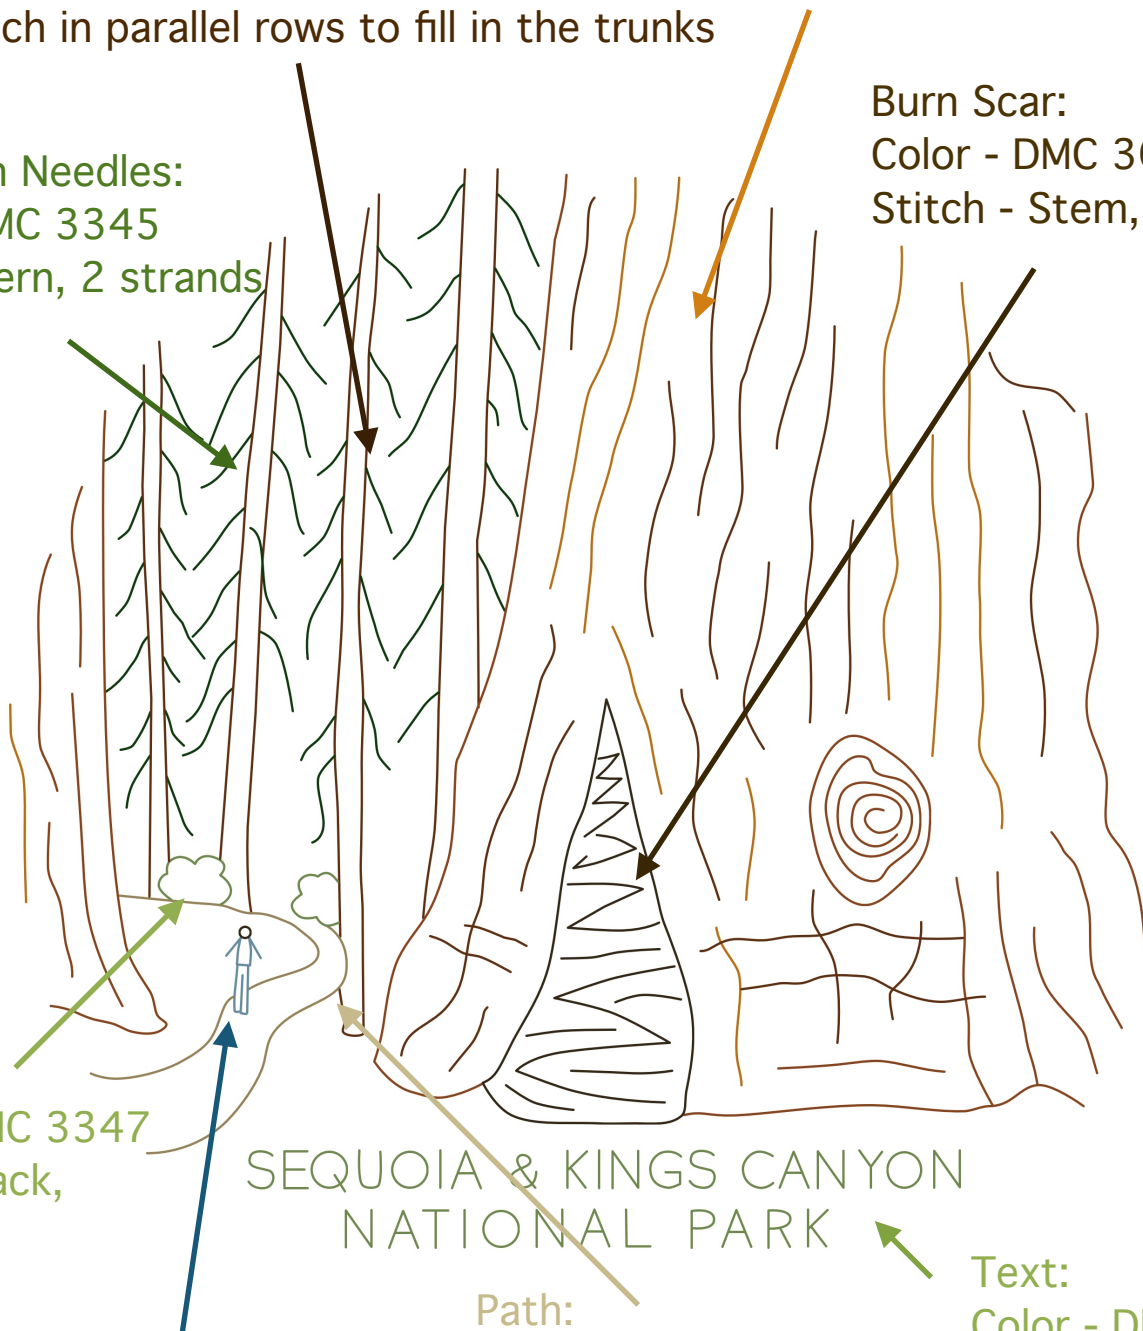 ch in parallel rows to fill in the trunks
Burn Scar:
Color - DMC 3
Stitch - Stem,
Needles:
MC 3345
ern, 2 strands
MC 3347
ack,
SEQUOIA & KINGS CANYON
NATIONAL PARK
Path:
Text:
Color - D